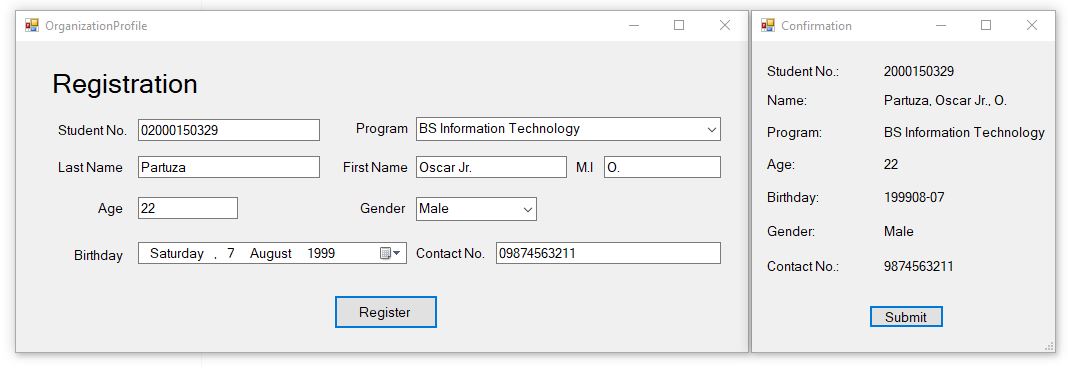 OrganizationProfile
Registration
Student No. 02000150329 Program BS Information Technology
Last Name Partuza First Name Oscar Jr. M.I O.
Age 22 Gender Male
Birthday Saturday , 7 August 1999 Contact No. 09874563211
Register
Confirmation
Student No.: 2000150329
Name: Partuza, Oscar Jr., O.
Program: BS Information Technology
Age: 22
Birthday: 199908-07
Gender: Male
Contact No.: 9874563211
Submit